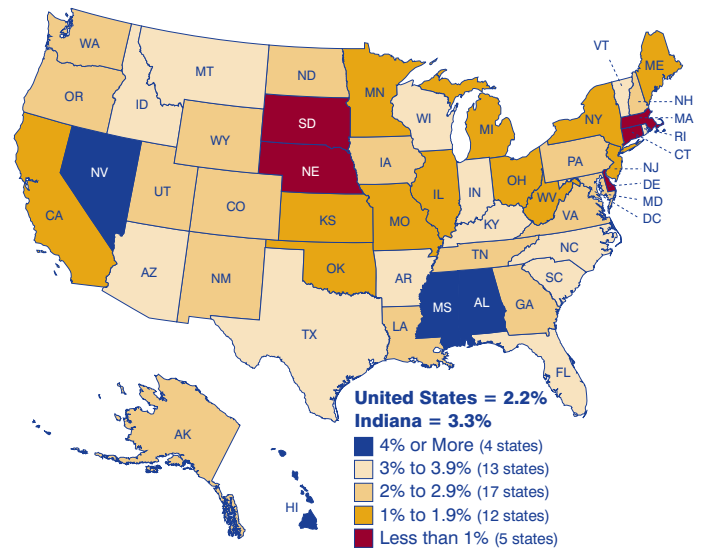 WA
OR
CA
NV
ID
MT
WY
UT
AZ
CO
NM
ND
SD
NE
KS
OK
TX
MN
IA
MO
AR
LA
WI
IL
MI
IN
OH
KY
TN
MS
AL
GA
FL
SC
NC
VA
WV
PA
NY
VT
ME
NH
MA
RI
CT
NJ
DE
MD
DC
AK
HI
United States = 2.2%
Indiana = 3.3%
4% or More (4 states)
3% to 3.9% (13 states)
2% to 2.9% (17 states)
1% to 1.9% (12 states)
Less than 1% (5 states)